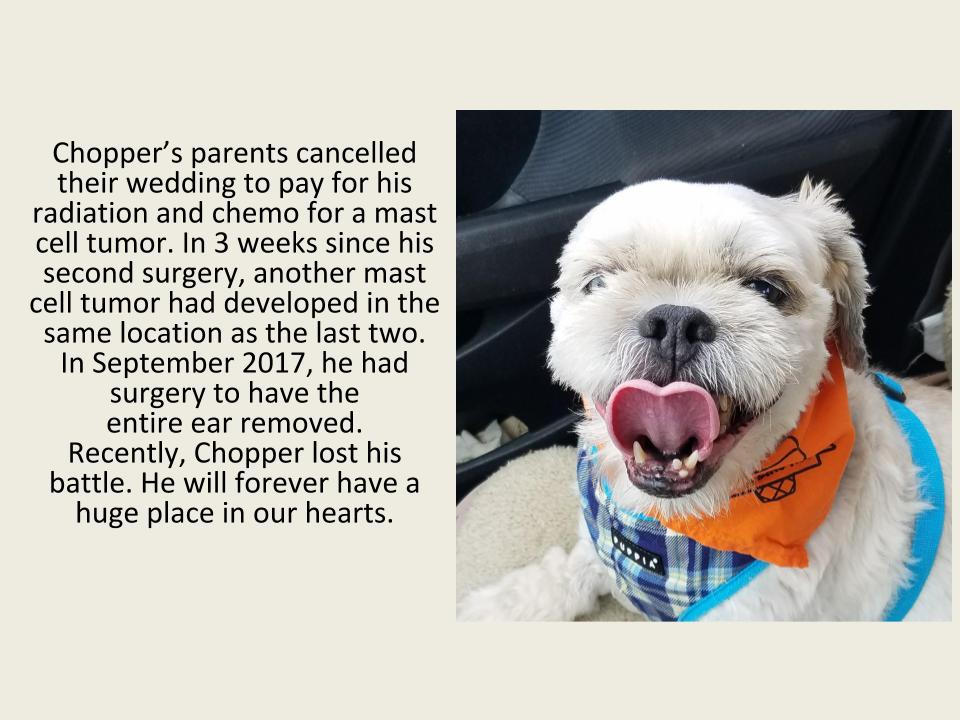 Chopper’s parents cancelled
their wedding to pay for his
radiation and chemo for a mast
cell tumor. In 3 weeks since his
second surgery, another mast
cell tumor had developed in the
same location as the last two.
In September 2017, he had
surgery to have the
entire ear removed.
Recently, Chopper lost his
battle. He will forever have a
huge place in our hearts.
PUPPIA